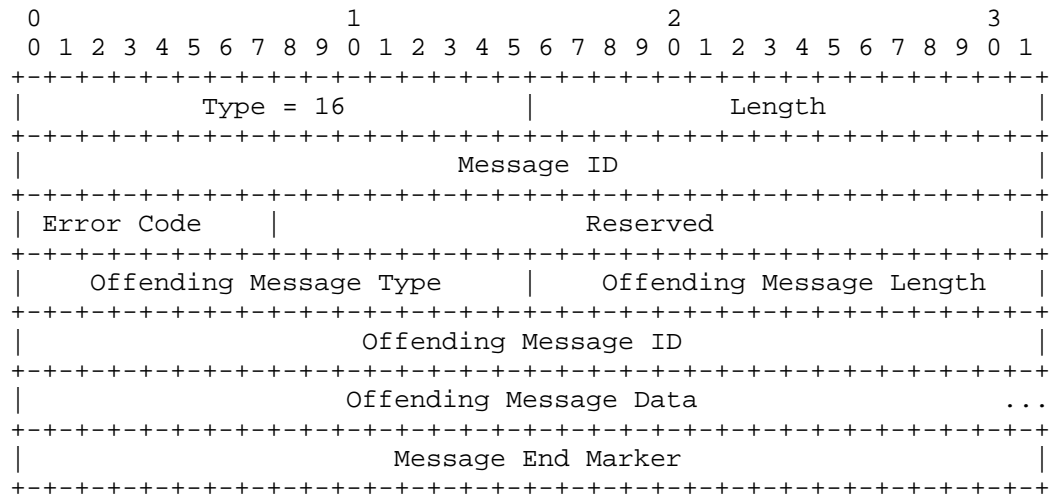 0                   1                   2                   3
 0 1 2 3 4 5 6 7 8 9 0 1 2 3 4 5 6 7 8 9 0 1 2 3 4 5 6 7 8 9 0 1
+-+-+-+-+-+-+-+-+-+-+-+-+-+-+-+-+-+-+-+-+-+-+-+-+-+-+-+-+-+-+-+-+
|           Type = 16           |            Length             |
+-+-+-+-+-+-+-+-+-+-+-+-+-+-+-+-+-+-+-+-+-+-+-+-+-+-+-+-+-+-+-+-+
|                           Message ID                          |
+-+-+-+-+-+-+-+-+-+-+-+-+-+-+-+-+-+-+-+-+-+-+-+-+-+-+-+-+-+-+-+-+
| Error Code    |                   Reserved                    |
+-+-+-+-+-+-+-+-+-+-+-+-+-+-+-+-+-+-+-+-+-+-+-+-+-+-+-+-+-+-+-+-+
|    Offending Message Type     |    Offending Message Length   |
+-+-+-+-+-+-+-+-+-+-+-+-+-+-+-+-+-+-+-+-+-+-+-+-+-+-+-+-+-+-+-+-+
|                     Offending Message ID                      |
+-+-+-+-+-+-+-+-+-+-+-+-+-+-+-+-+-+-+-+-+-+-+-+-+-+-+-+-+-+-+-+-+
|                    Offending Message Data                   ...
+-+-+-+-+-+-+-+-+-+-+-+-+-+-+-+-+-+-+-+-+-+-+-+-+-+-+-+-+-+-+-+-+
|                       Message End Marker                      |
+-+-+-+-+-+-+-+-+-+-+-+-+-+-+-+-+-+-+-+-+-+-+-+-+-+-+-+-+-+-+-+-+